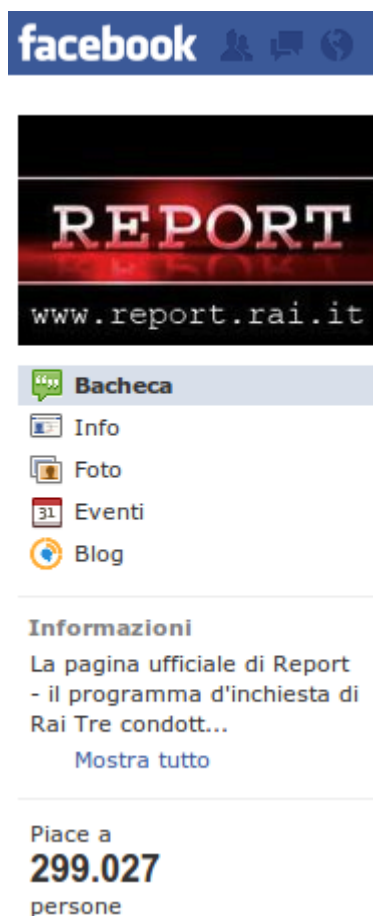 facebook
REPORT
www.report.rai.it
Bacheca
Info
Foto
31 Eventi
Blog
Informazioni
La pagina ufficiale di Report
- il programma d'inchiesta di
Rai Tre condott...
Mostra tutto
Piace a
299.027
persone